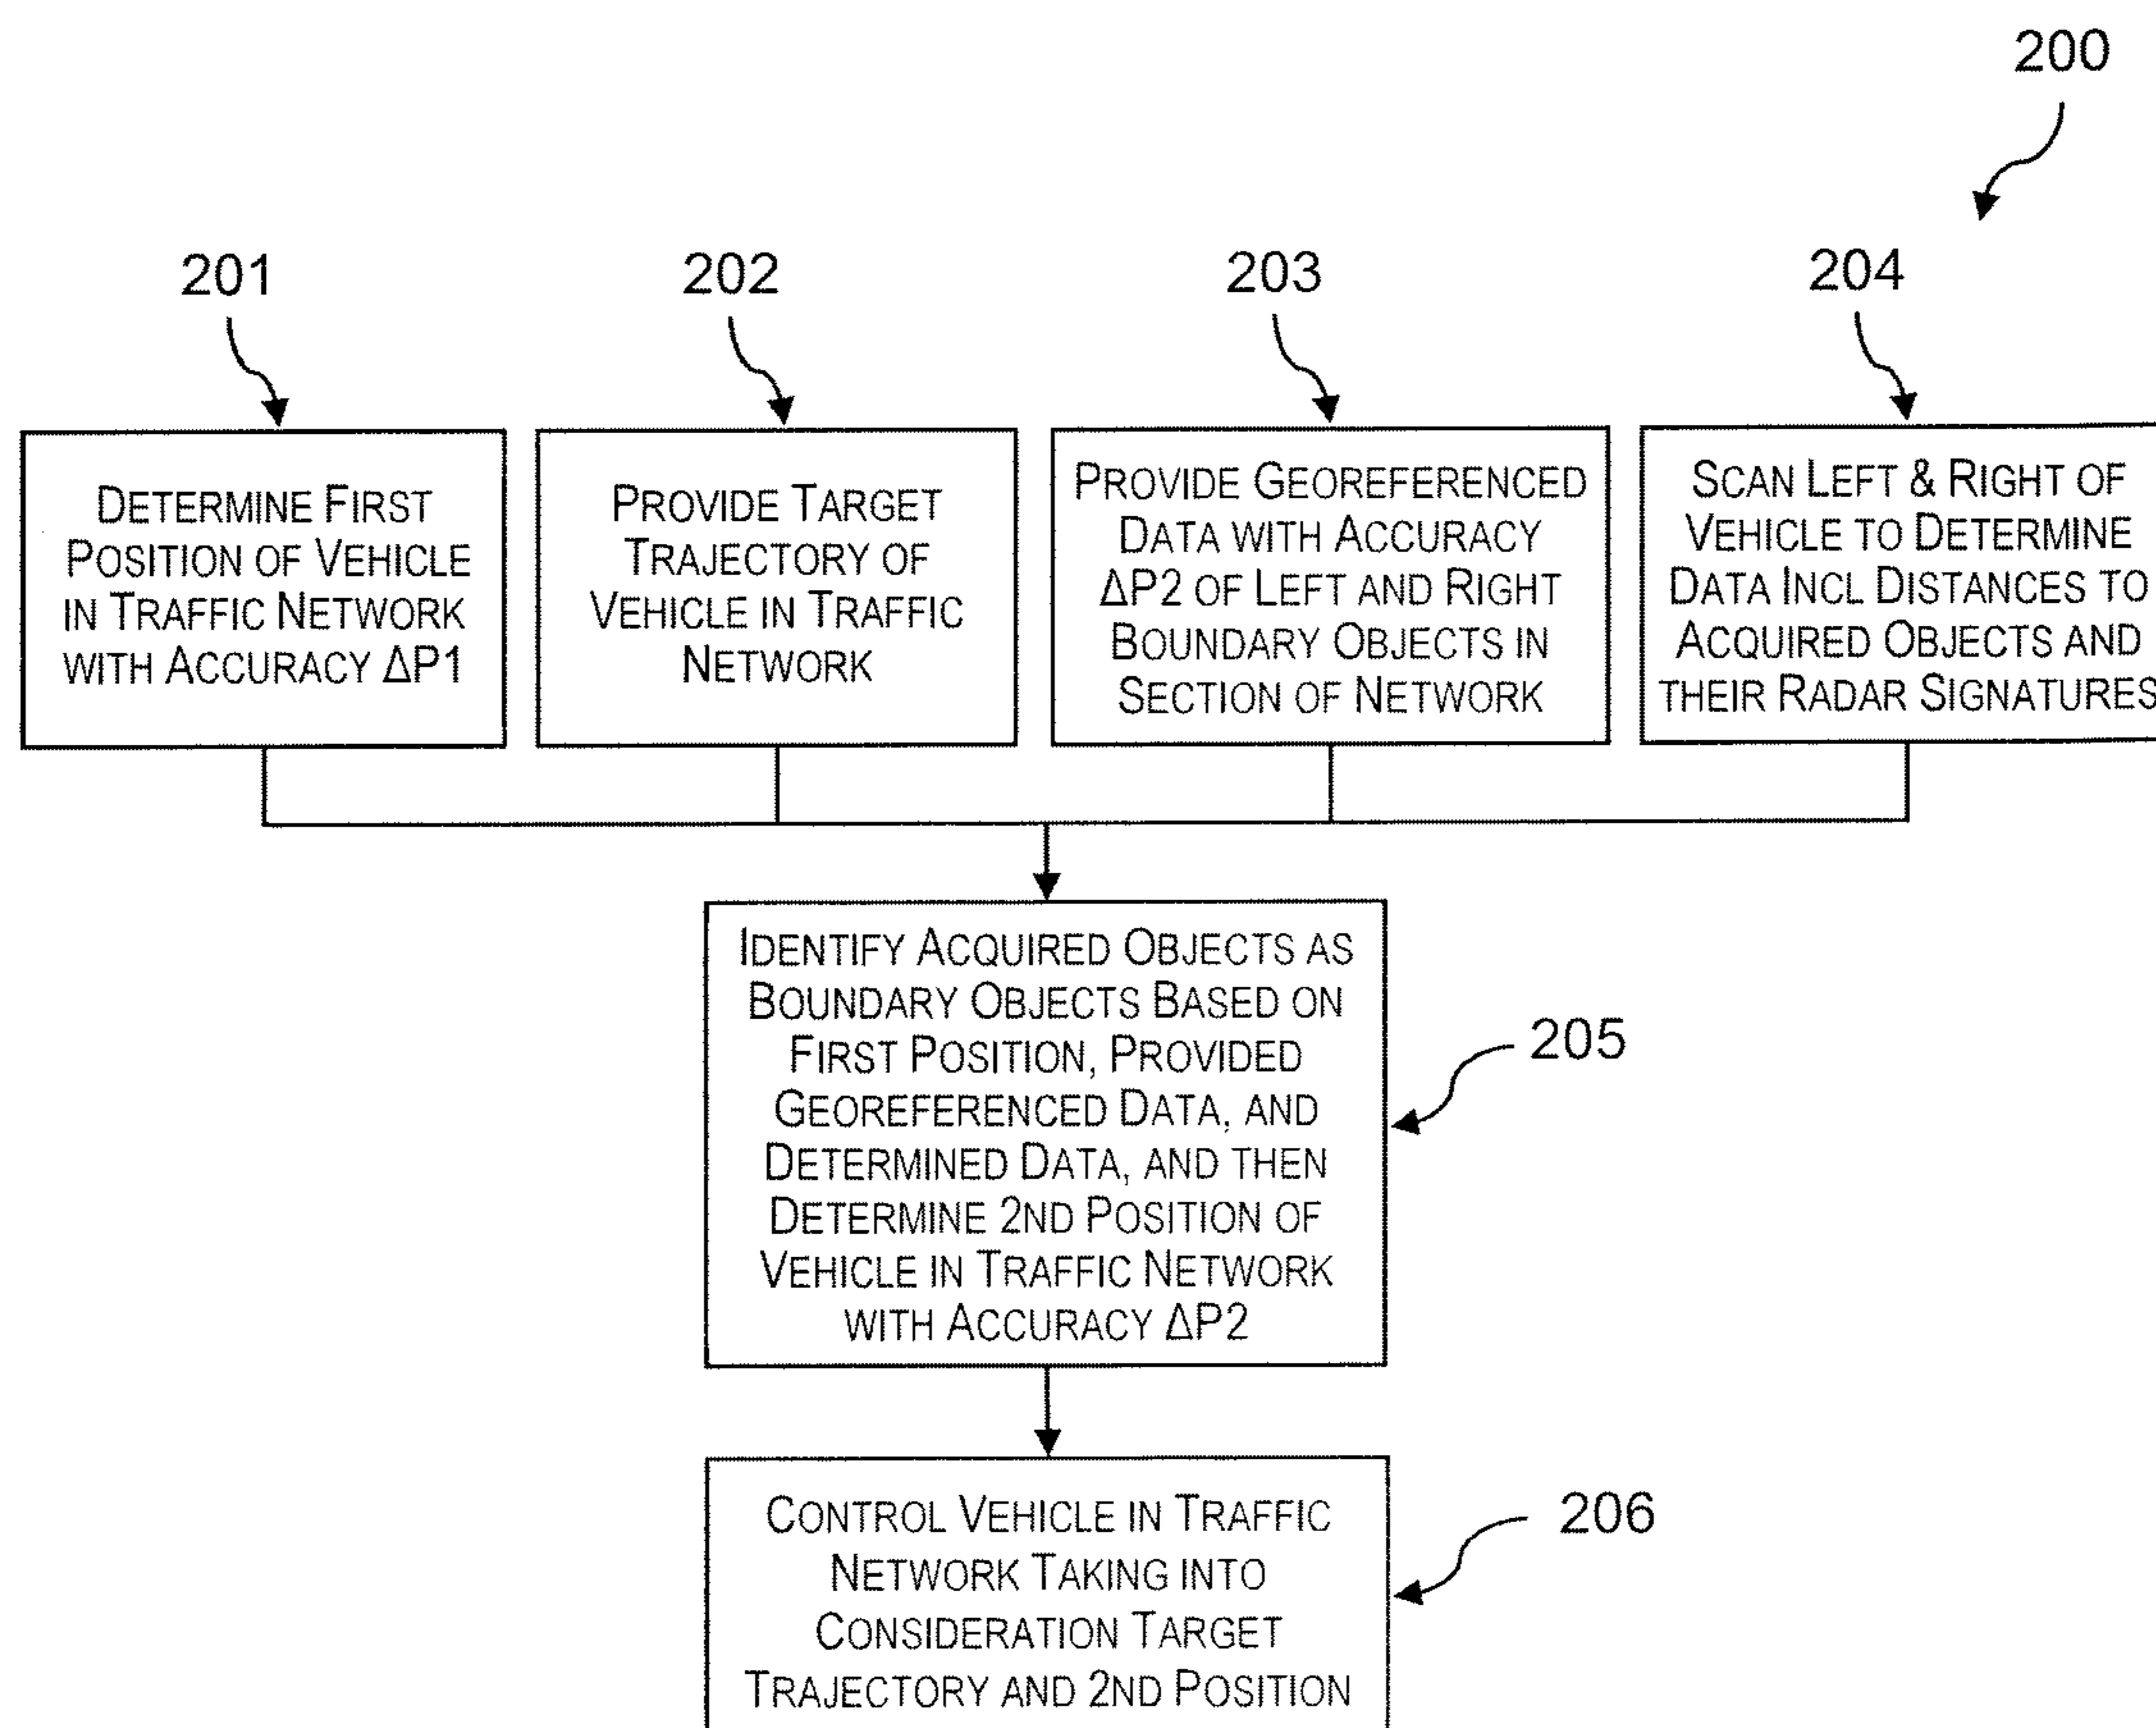 200
201
202
203
204
DETERMINE FIRST
POSITION OF VEHICLE
IN TRAFFIC NETWORK
WITH ACCURACY ΔP1
PROVIDE TARGET
TRAJECTORY OF
VEHICLE IN TRAFFIC
NETWORK
PROVIDE GEOREFERENCED
DATA WITH ACCURACY
ΔP2 OF LEFT AND RIGHT
BOUNDARY OBJECTS IN
SECTION OF NETWORK
SCAN LEFT & RIGHT OF
VEHICLE TO DETERMINE
DATA INCL DISTANCES TO
ACQUIRED OBJECTS AND
THEIR RADAR SIGNATURES
IDENTIFY ACQUIRED OBJECTS AS
BOUNDARY OBJECTS BASED ON
FIRST POSITION, PROVIDED
GEOREFERENCED DATA, AND
DETERMINED DATA, AND THEN
DETERMINE 2ND POSITION OF
VEHICLE IN TRAFFIC NETWORK
WITH ACCURACY ΔP2
205
CONTROL VEHICLE IN TRAFFIC
NETWORK TAKING INTO
CONSIDERATION TARGET
TRAJECTORY AND 2ND POSITION
206